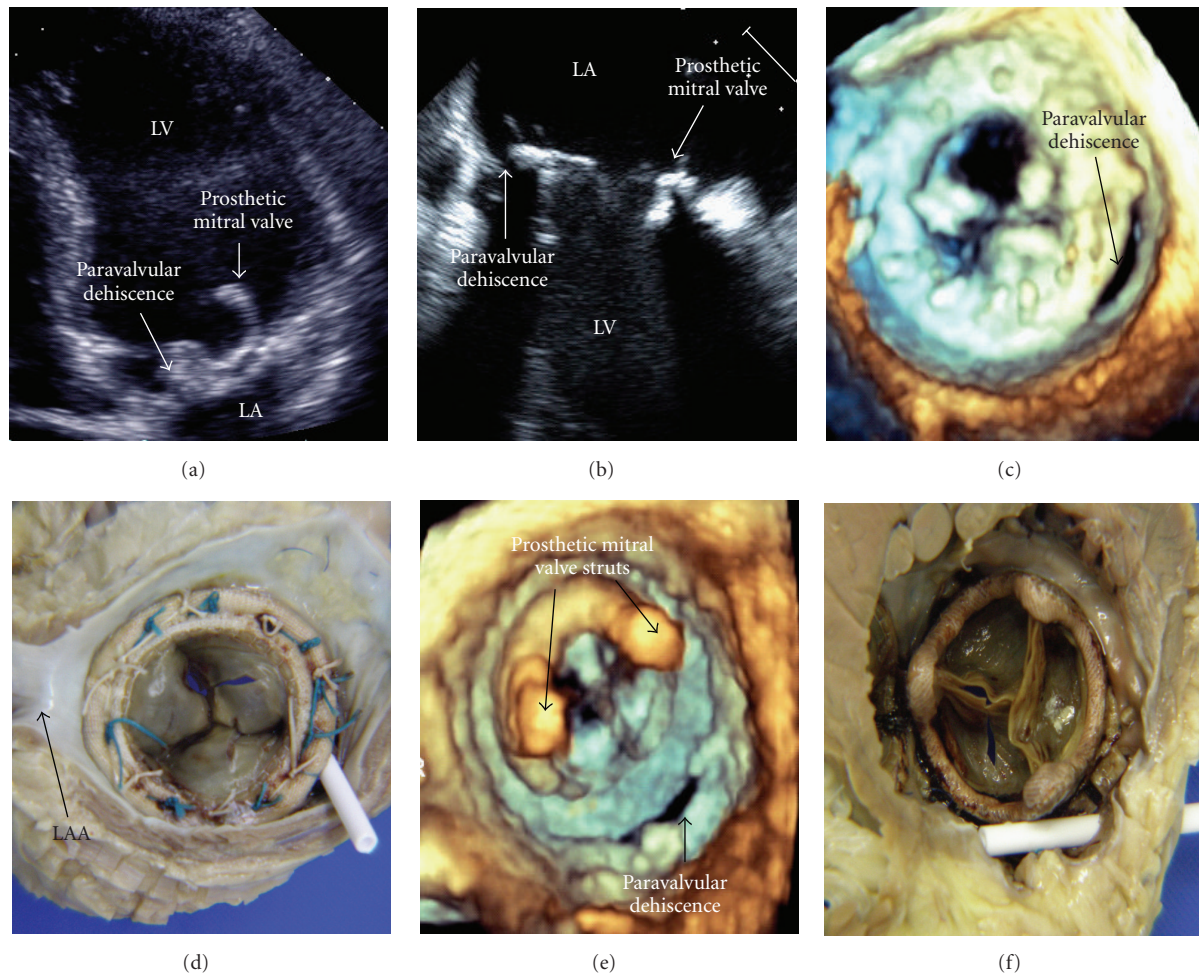 LV
Prosthetic
mitral valve
Paravalvular
dehiscence
LA
(a)
LA
Prosthetic
mitral valve
Paravalvular
dehiscence
LV
(b)
Paravalvular
dehiscence
(c)
LAA
(d)
Prosthetic mitral
valve struts
Paravalvular
dehiscence
(e)
(f)